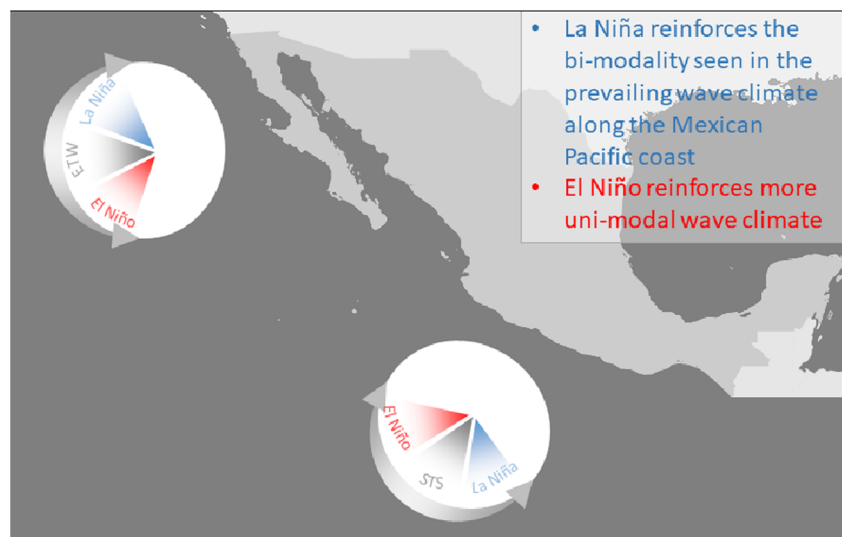 • La Niña reinforces the
bi-modality seen in the
prevailing wave climate
along the Mexican
Pacific coast
• El Niño reinforces more
uni-modal wave climate
La Niña
ETW
El Niño
El Niño
STS
La Niña